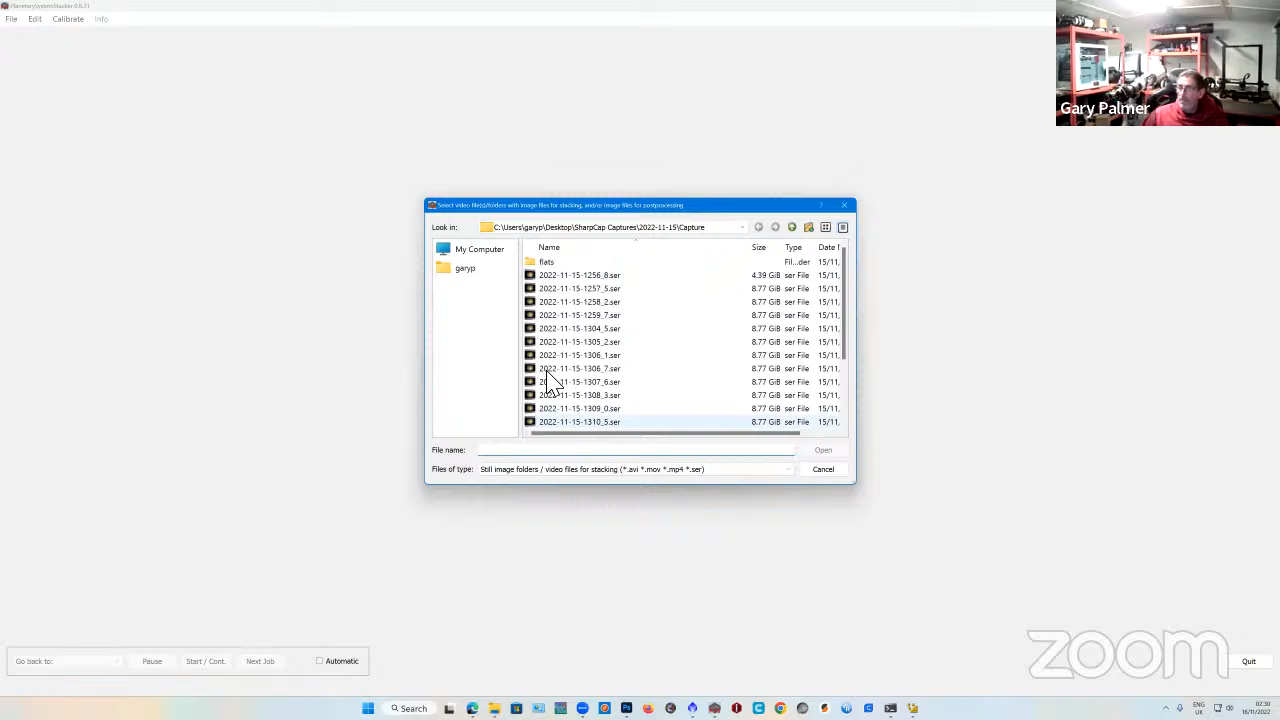 PlanetarySystemStacker 0.8.31
File Edit Calibrate Info
Gary Palmer
Select video file(s)/folders with image files for stacking, and/or image files for postprocessing
?
Look in: C:\Users\garyp\Desktop\SharpCap Captures\2022-11-15\Capture
My Computer
garyp
Name Size Type Date
flats Fil...der 15/11,
2022-11-15-1256_8.ser 4.39 GiB ser File 15/11,
2022-11-15-1257_5.ser 8.77 GiB ser File 15/11,
2022-11-15-1258_2.ser 8.77 GiB ser File 15/11,
2022-11-15-1259_7.ser 8.77 GiB ser File 15/11,
2022-11-15-1304_5.ser 8.77 GiB ser File 15/11,
2022-11-15-1305_2.ser 8.77 GiB ser File 15/11,
2022-11-15-1306_1.ser 8.77 GiB ser File 15/11,
2022-11-15-1306_7.ser 8.77 GiB ser File 15/11,
11-15-1307_6.ser 8.77 GiB ser File 15/11,
2022-11-15-1308_3.ser 8.77 GiB ser File 15/11,
2022-11-15-1309_0.ser 8.77 GiB ser File 15/11,
2022-11-15-1310_5.ser 8.77 GiB ser File 15/11,
File name: Open
Files of type: Still image folders / video files for stacking (*.avi *.mov *.mp4 *.ser) Cancel
Go back to: Pause Start / Cont. Next Job Automatic
zoom
Quit
Search
ENG
UK
02:30
16/11/2022